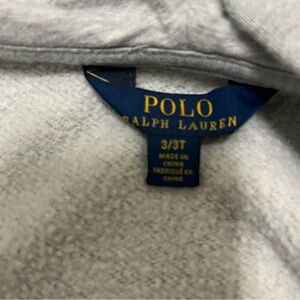 POLO
RALPH LAUREN
3/3T
MADE IN
CHINA
FABRIQUÉ EN
CHINE